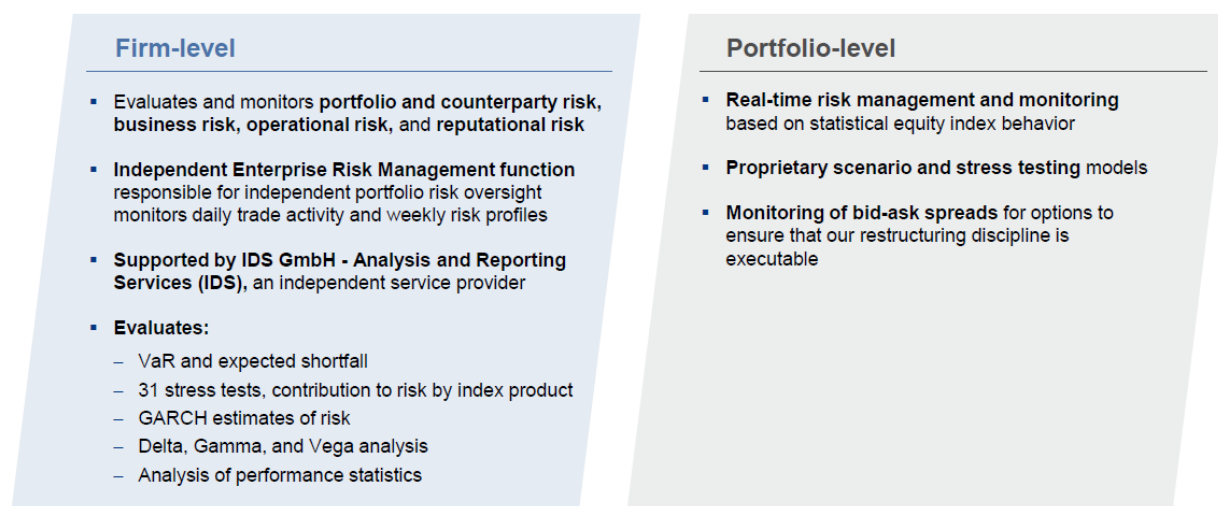 Firm-level
▪ Evaluates and monitors portfolio and counterparty risk,
business risk, operational risk, and reputational risk
▪ Independent Enterprise Risk Management function
responsible for independent portfolio risk oversight
monitors daily trade activity and weekly risk profiles
▪ Supported by IDS GmbH - Analysis and Reporting
Services (IDS), an independent service provider
▪ Evaluates:
– VaR and expected shortfall
– 31 stress tests, contribution to risk by index product
– GARCH estimates of risk
– Delta, Gamma, and Vega analysis
– Analysis of performance statistics
Portfolio-level
▪ Real-time risk management and monitoring
based on statistical equity index behavior
▪ Proprietary scenario and stress testing models
▪ Monitoring of bid-ask spreads for options to
ensure that our restructuring discipline is
executable